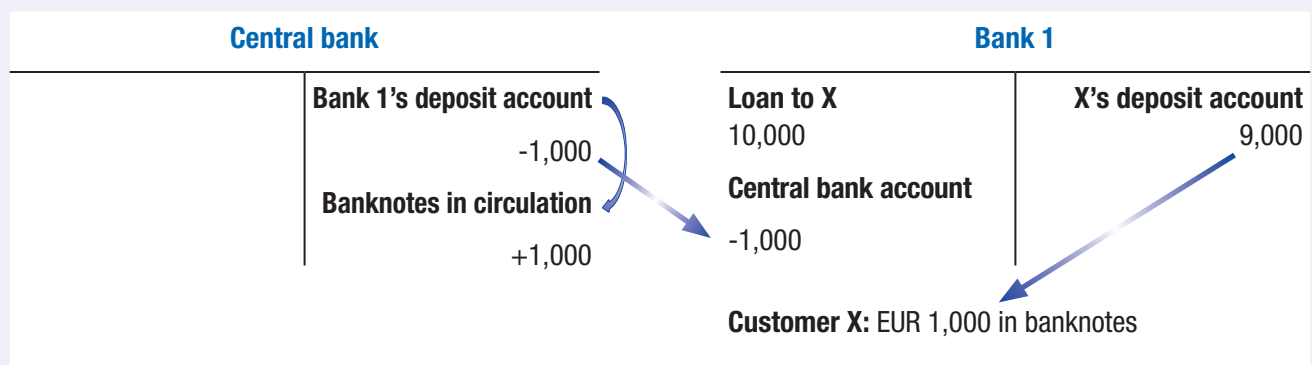 Central bank
Bank 1
Bank 1’s deposit account
-1,000
Banknotes in circulation
+1,000
Loan to X
10,000
Central bank account
-1,000
X’s deposit account
9,000
Customer X: EUR 1,000 in banknotes